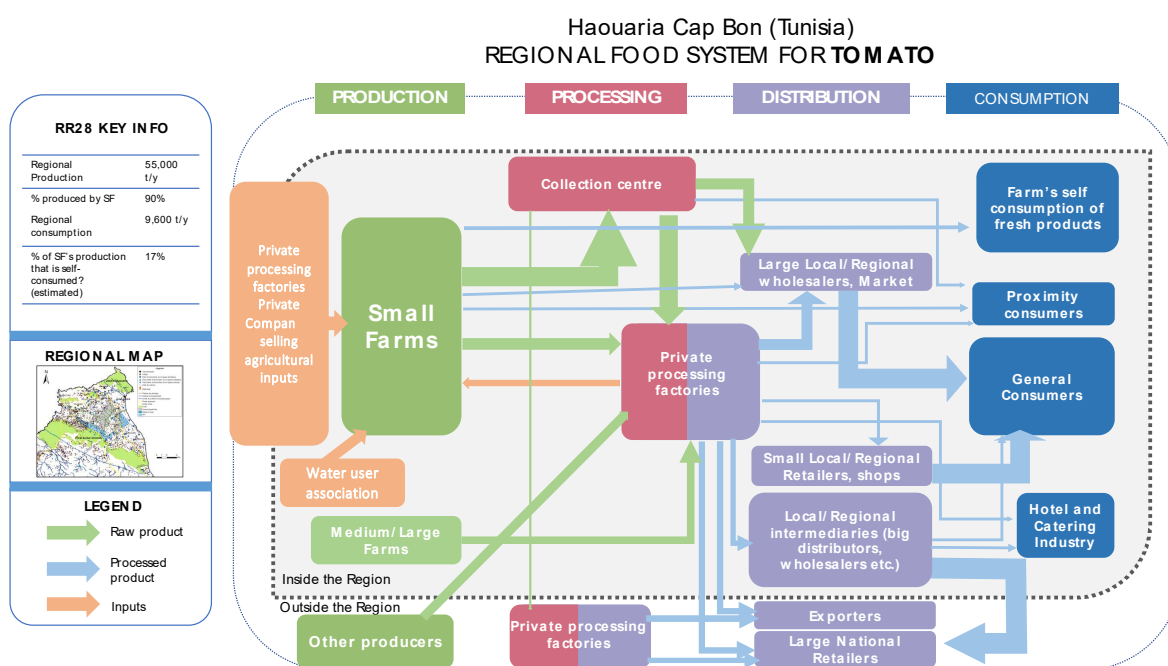 Haouaria Cap Bon (Tunisia)
REGIONAL FOOD SYSTEM FOR TOMATO
PRODUCTION
PROCESSING
DISTRIBUTION
CONSUMPTION
RR28 KEY INFO
Regional
Production
55,000
t/y
% produced by SF
90%
Regional
consumption
9,600 t/y
% of SF's production
that is self-
consumed?
(estimated)
17%
REGIONAL MAP
LEGEND
Raw product
Processed
product
Inputs
Private
processing
factories
Private
Compan
selling
agricultural
inputs
Small
Farms
Water user
association
Medium/ Large
Farms
Inside the Region
Outside the Region
Other producers
Collection centre
Private
processing
factories
Private processing
factories
Large Local/ Regional
wholesalers, Market
Small Local/ Regional
Retailers, shops
Local/ Regional
intermediaries (big
distributors,
wholesalers etc.)
Exporters
Large National
Retailers
Farm's self
consumption of
fresh products
Proximity
consumers
General
Consumers
Hotel and
Catering
Industry